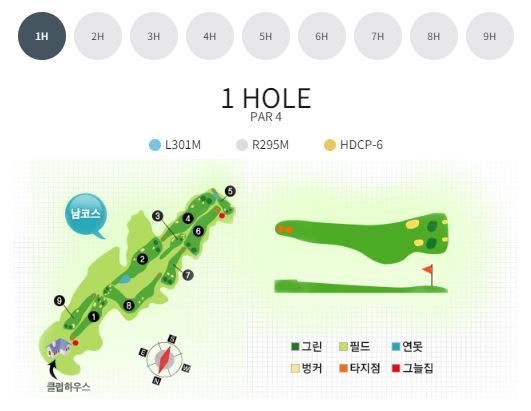 1H 2H 3H 4H 5H 6H 7H 8H 9H
1 HOLE
PAR 4
L301M R295M HDCP-6
남코스
5
3 4
6
2
7
9
8
1
S
E W
N
클럽하우스
그린 필드 연못
벙커 타지점 그늘집